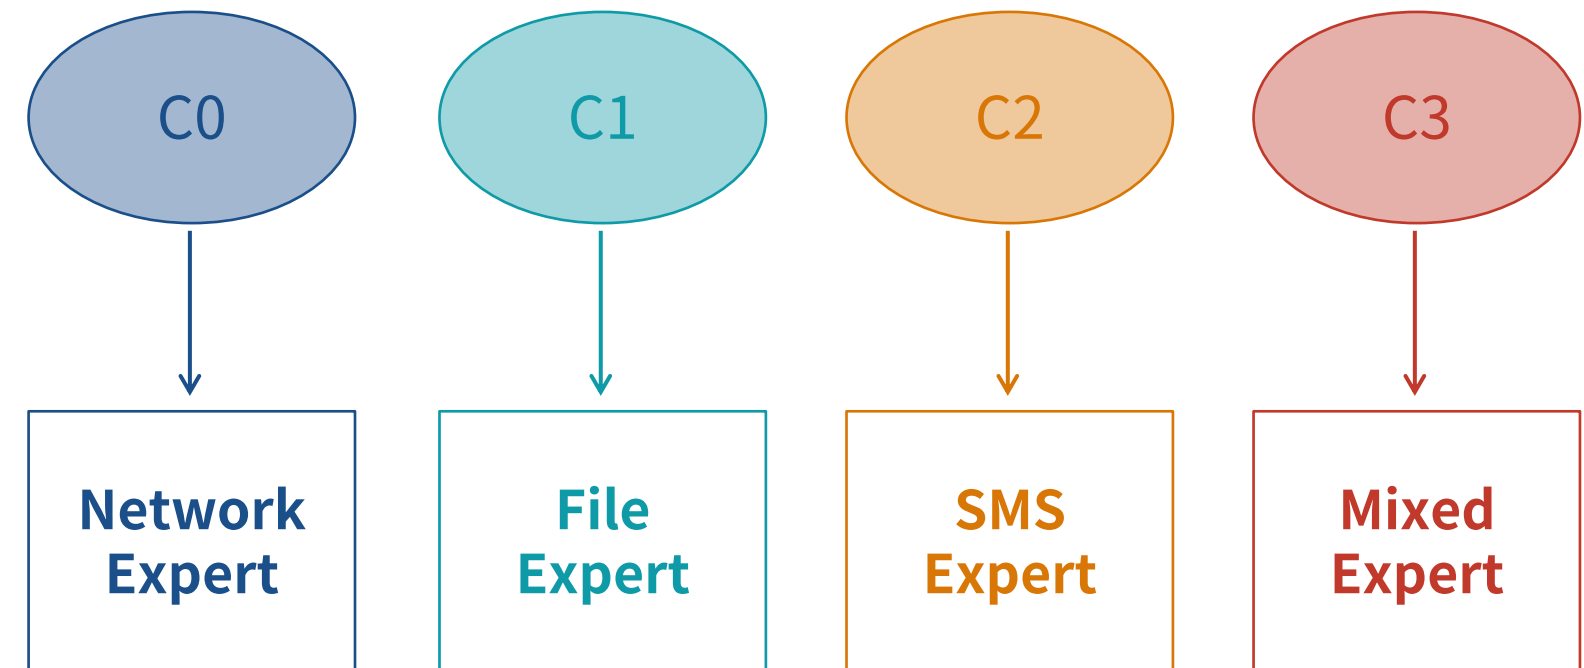 C0
C1
C2
C3
Network
Expert
File
Expert
SMS
Expert
Mixed
Expert